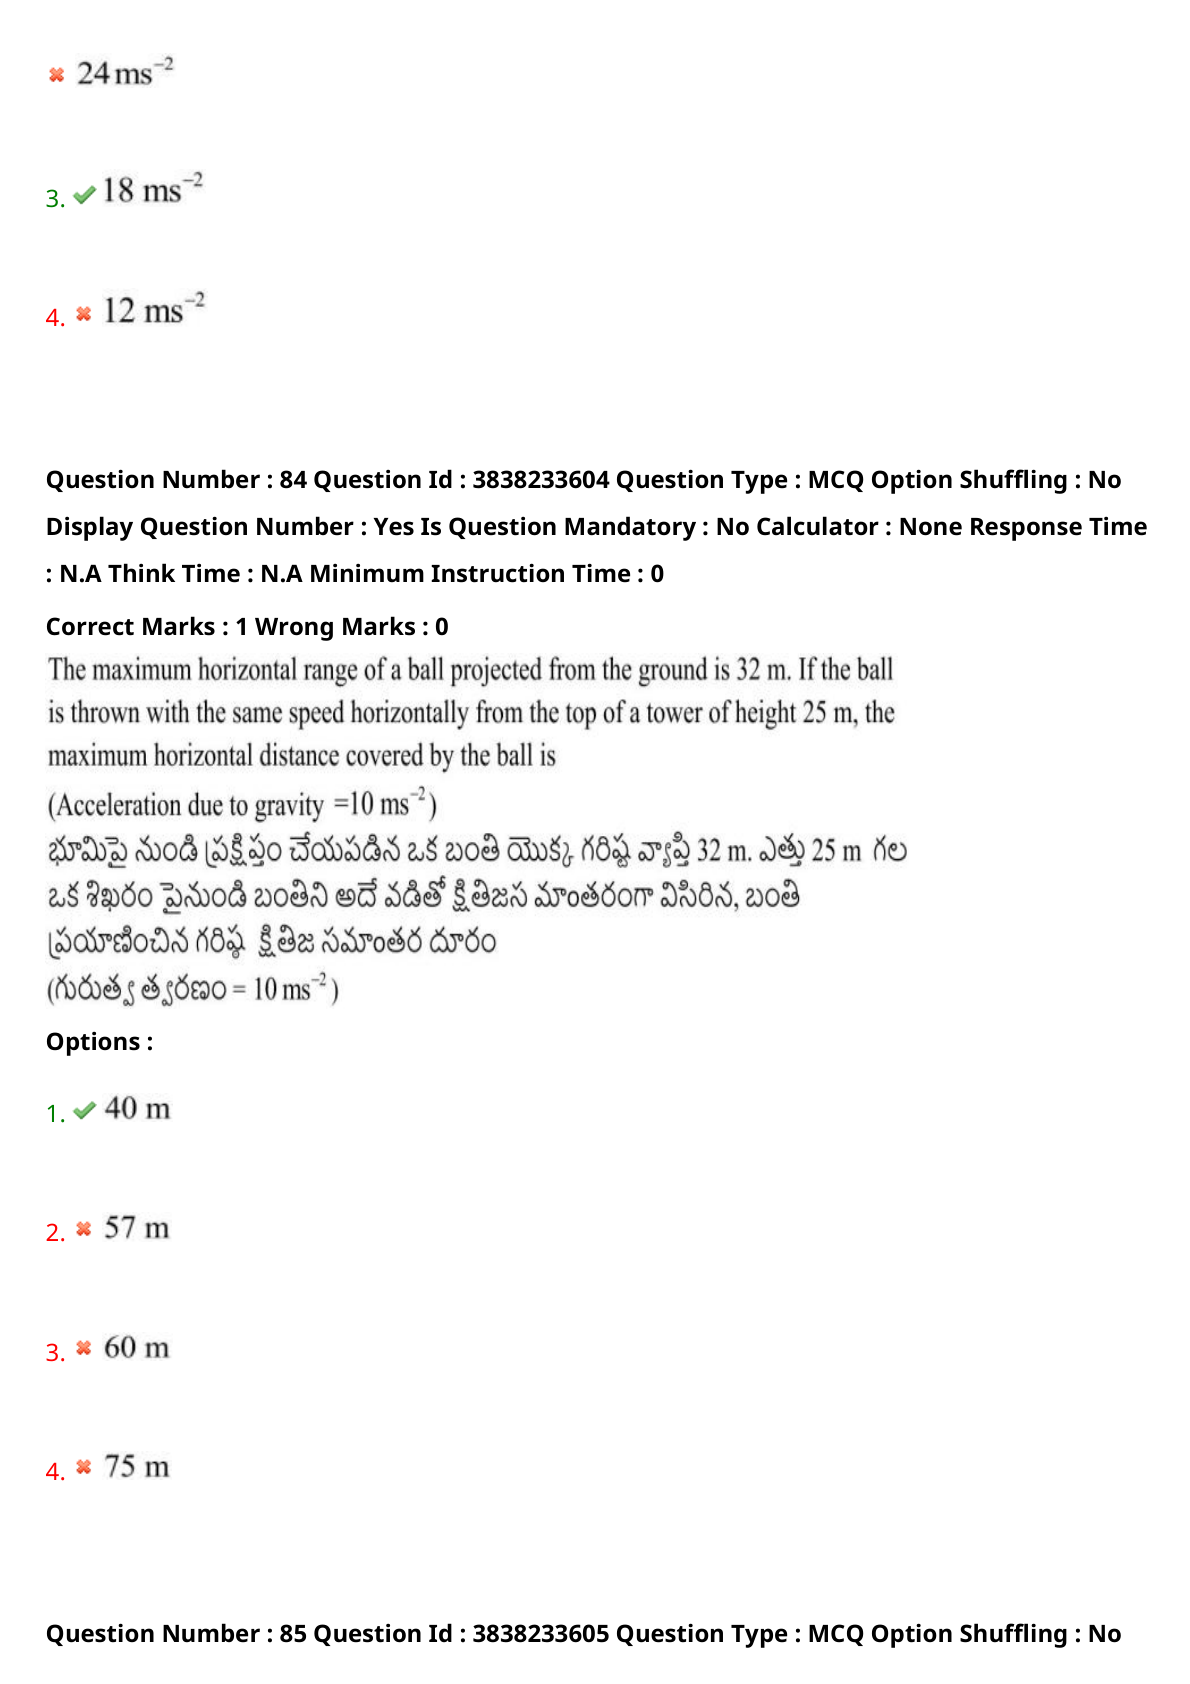 24 ms⁻²
3. 18 ms⁻²
4. 12 ms⁻²
Question Number : 84 Question Id : 3838233604 Question Type : MCQ Option Shuffling : No
Display Question Number : Yes Is Question Mandatory : No Calculator : None Response Time
: N.A Think Time : N.A Minimum Instruction Time : 0
Correct Marks : 1 Wrong Marks : 0
The maximum horizontal range of a ball projected from the ground is 32 m. If the ball
is thrown with the same speed horizontally from the top of a tower of height 25 m, the
maximum horizontal distance covered by the ball is
(Acceleration due to gravity =10 ms⁻²)
భూమిపై నుండి ప్రక్షిప్తం చేయపడిన ఒక బంతి యొక్క గరిష్ట వ్యాప్తి 32 m. ఎత్తు 25 m గల
ఒక శిఖరం పైనుండి బంతిని అదే వడితో క్షితిజస మాంతరంగా విసిరిన, బంతి
ప్రయాణించిన గరిష్ఠ క్షితిజ సమాంతర దూరం
(గురుత్వ త్వరణం = 10 ms⁻²)
Options :
1. 40 m
2. 57 m
3. 60 m
4. 75 m
Question Number : 85 Question Id : 3838233605 Question Type : MCQ Option Shuffling : No